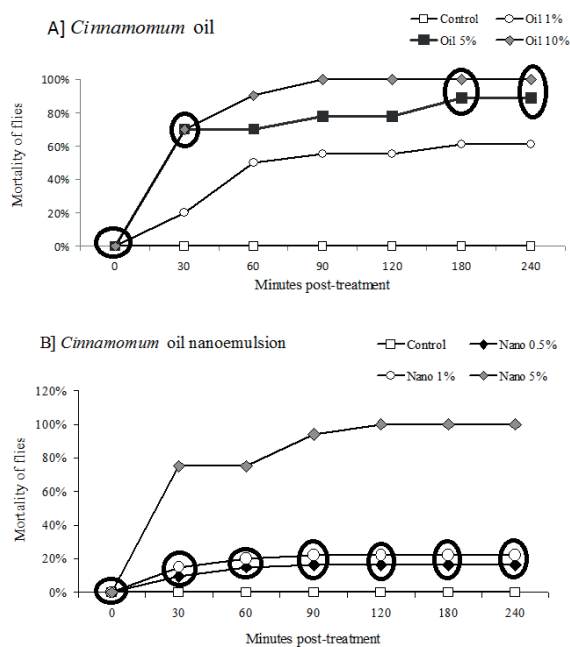 A] Cinnamomum oil
Control
Oil 1%
Oil 5%
Oil 10%
Mortality of flies
100%
80%
60%
40%
20%
0%
0 30 60 90 120 180 240
Minutes post-treatment
B] Cinnamomum oil nanoemulsion
Control
Nano 0.5%
Nano 1%
Nano 5%
Mortality of flies
120%
100%
80%
60%
40%
20%
0%
0 30 60 90 120 180 240
Minutes post-treatment